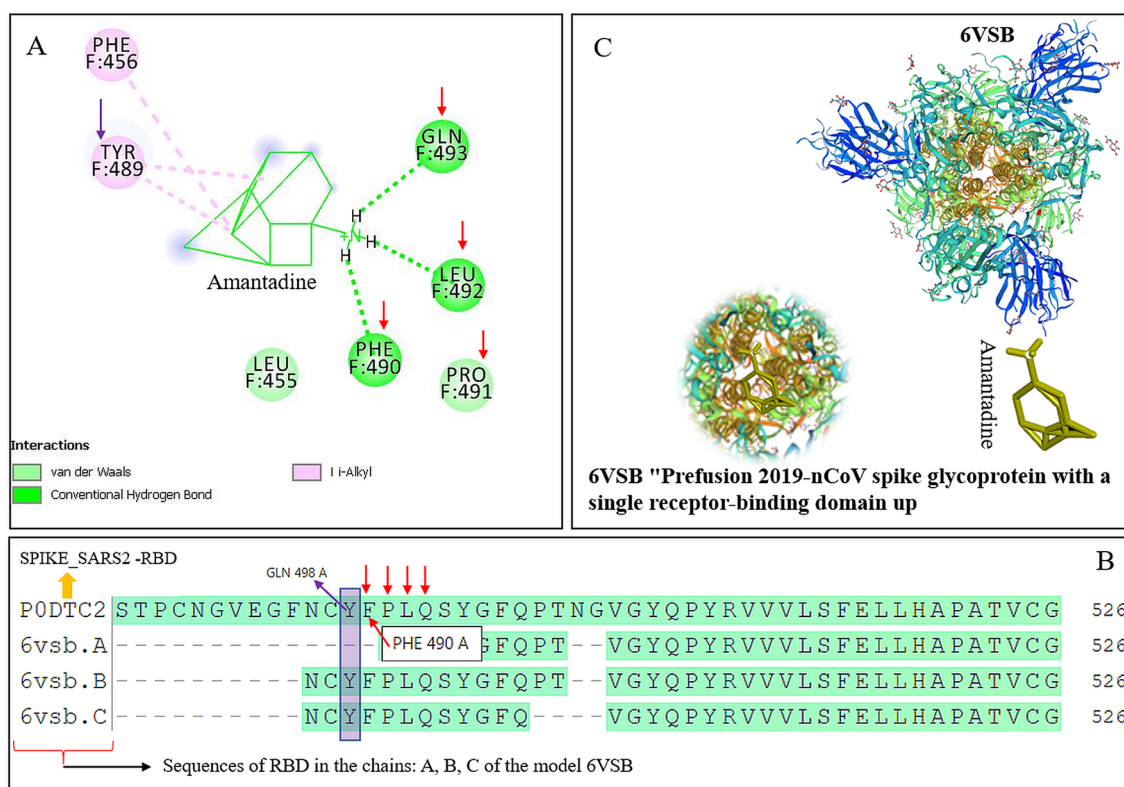 A
PHE
F:456
TYR
F:489
GLN
F:493
H
+N
H
H
Amantadine
LEU
F:492
PHE
F:490
LEU
F:455
PRO
F:491
Interactions
van der Waals
I i-Alkyl
Conventional Hydrogen Bond
C
6VSB
Amantadine
6VSB "Prefusion 2019-nCoV spike glycoprotein with a
single receptor-binding domain up
B
SPIKE_SARS2 -RBD
GLN 498 A
P0DTC2 STPCNGVEGFNCYFPLQSYGFQPTNGVGYQPYRVVVLSFELLHAPATVCG 526
PHE 490 A
6vsb.A --------------GFQPT--VGYQPYRVVVLSFELLHAPATVCG 526
6vsb.B ----------NCYFPLQSYGFQPT--VGYQPYRVVVLSFELLHAPATVCG 526
6vsb.C ----------NCYFPLQSYGFQ----VGYQPYRVVVLSFELLHAPATVCG 526
Sequences of RBD in the chains: A, B, C of the model 6VSB